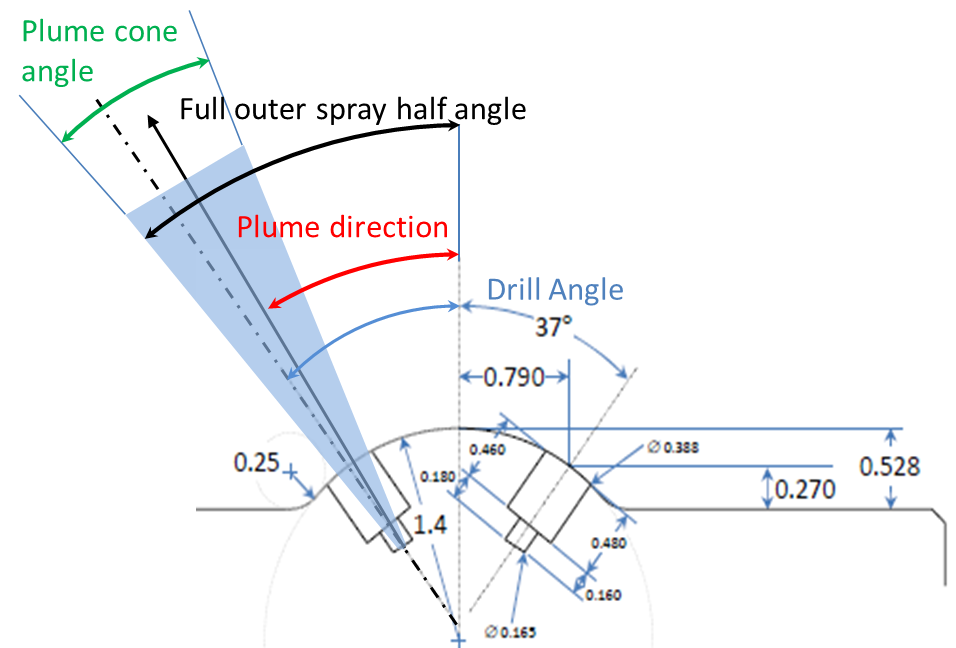 Plume cone
angle
Full outer spray half angle
Plume direction
Drill Angle
37°
0.790
0.460
Ø 0.388
0.25
0.180
0.528
0.270
1.4
0.480
0.160
Ø 0.165